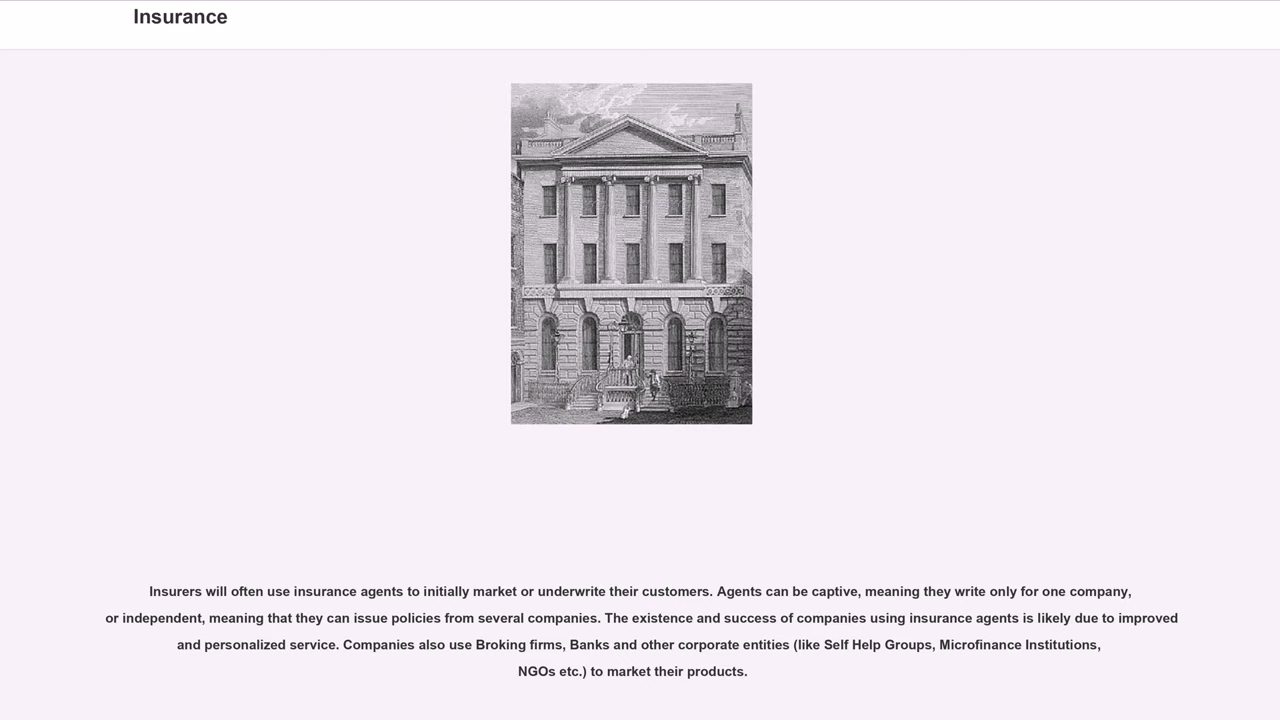 Insurance
Insurers will often use insurance agents to initially market or underwrite their customers. Agents can be captive, meaning they write only for one company,
or independent, meaning that they can issue policies from several companies. The existence and success of companies using insurance agents is likely due to improved
and personalized service. Companies also use Broking firms, Banks and other corporate entities (like Self Help Groups, Microfinance Institutions,
NGOs etc.) to market their products.